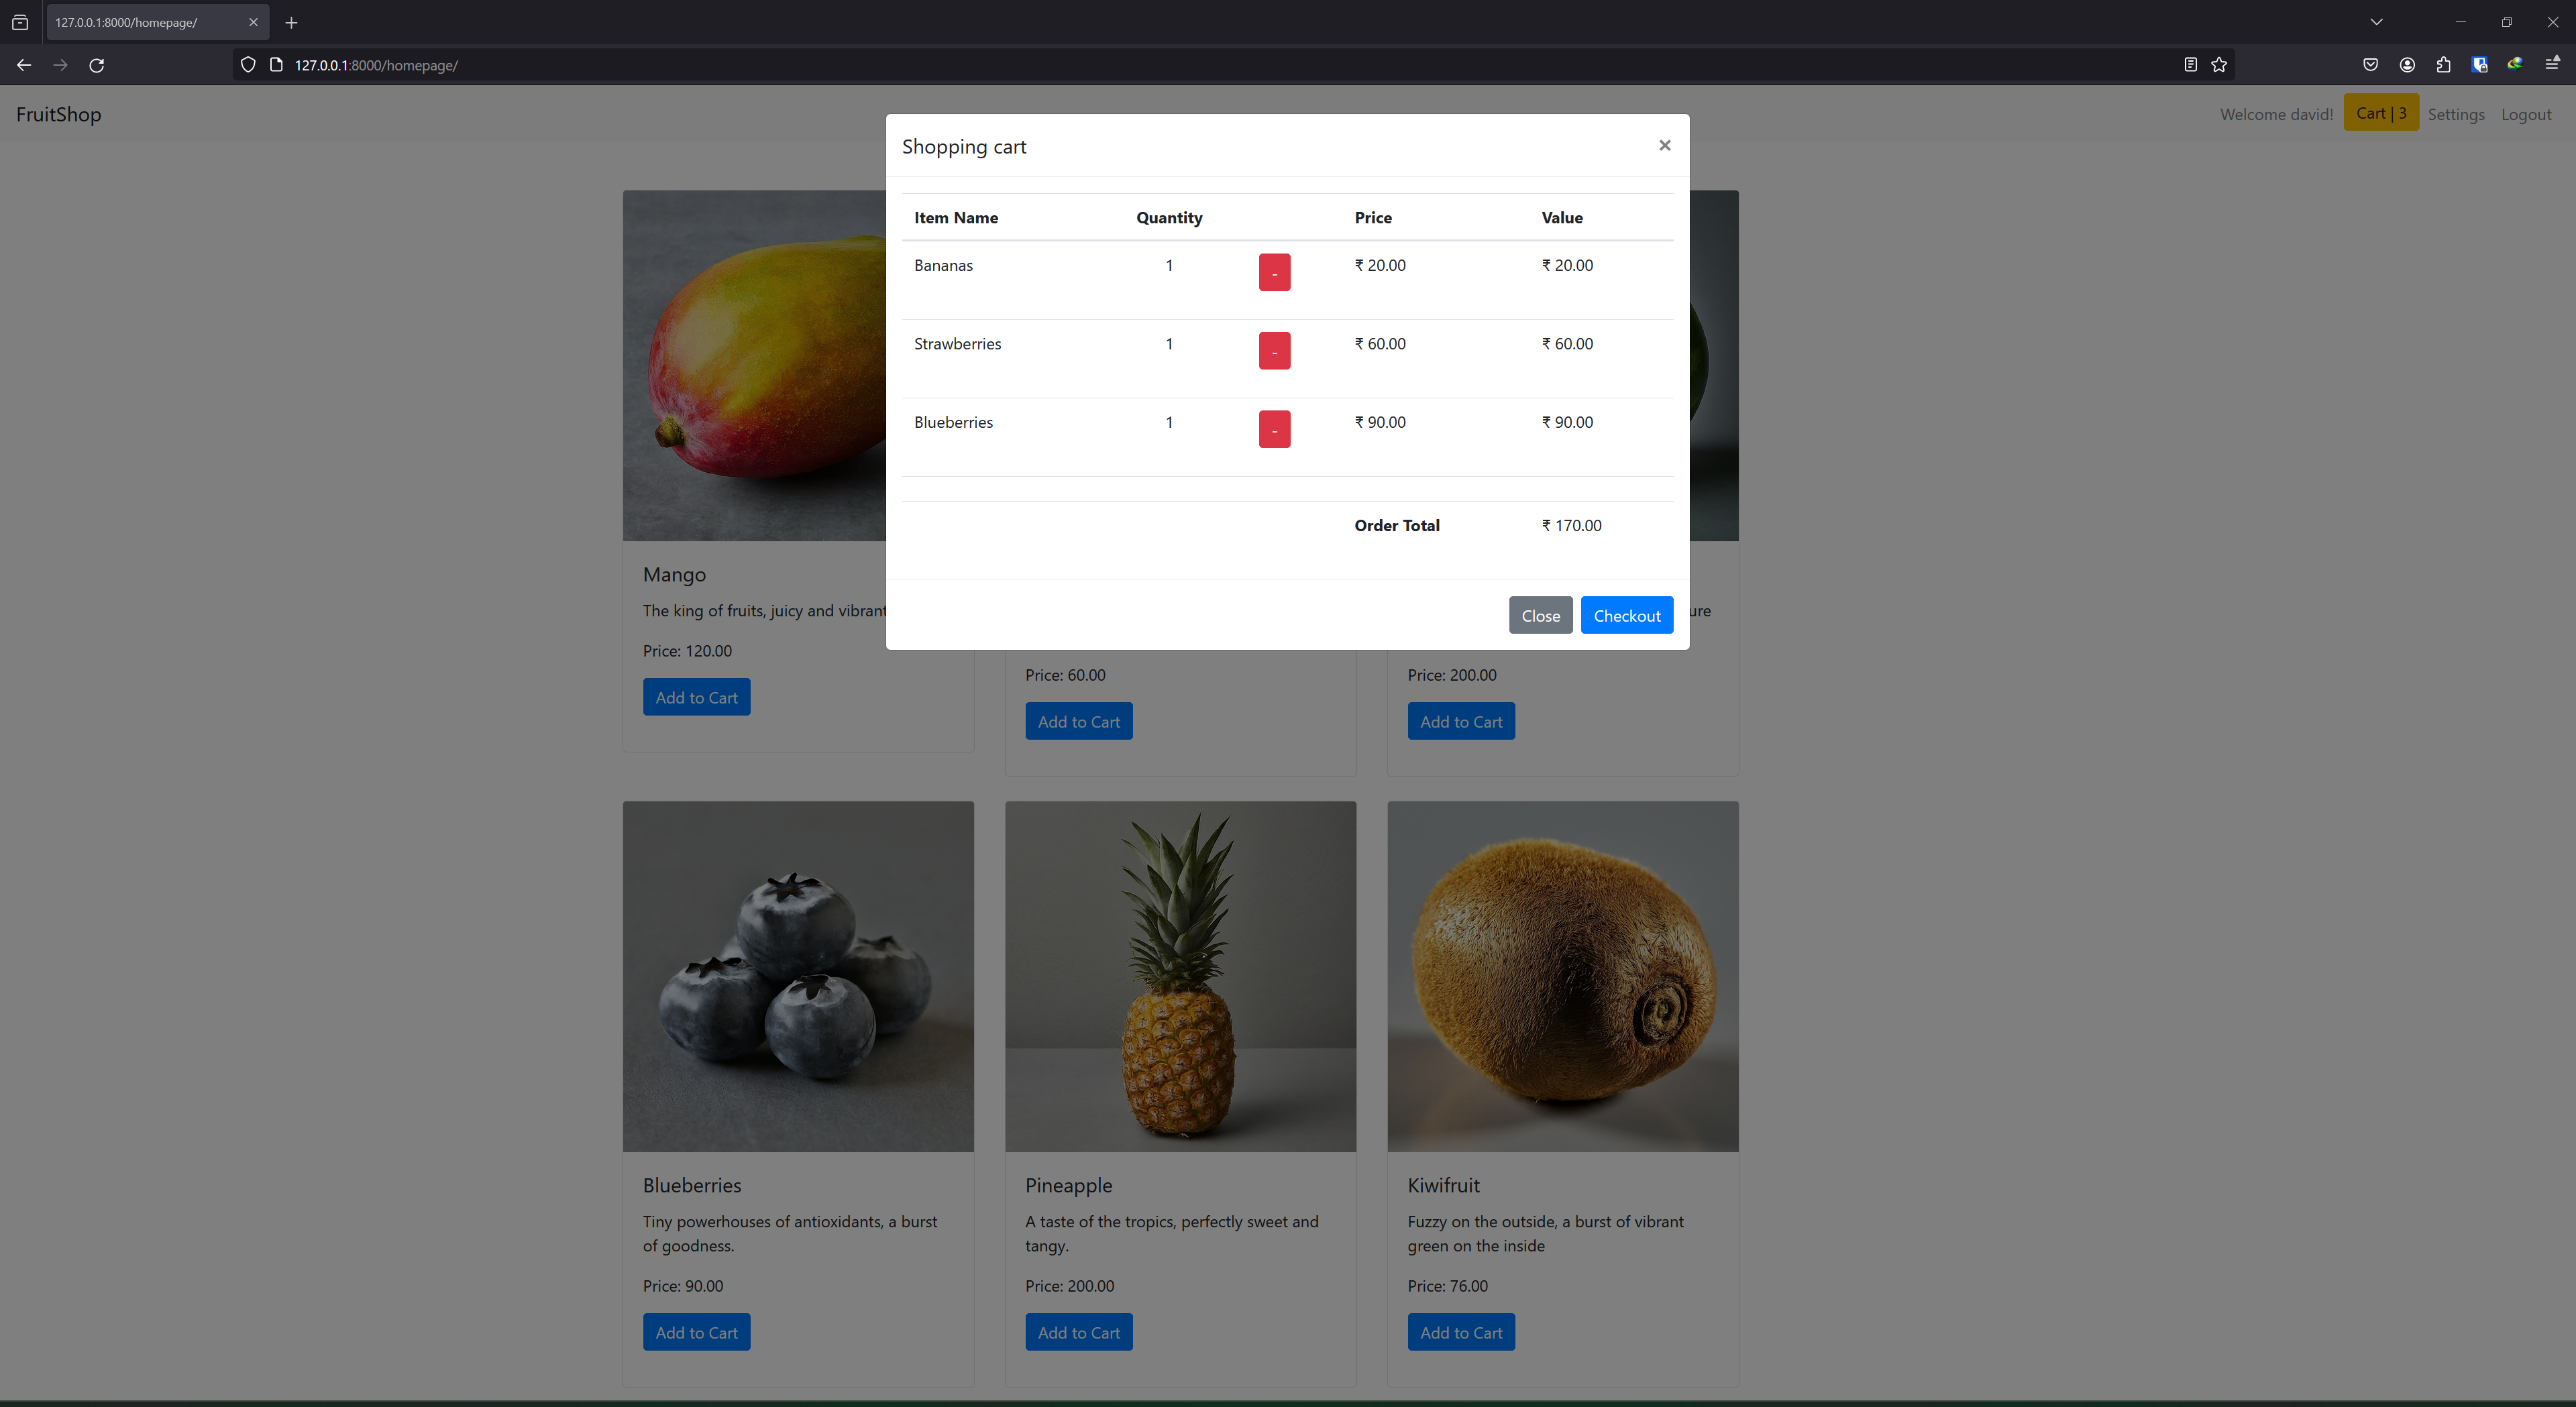 127.0.0.1:8000/homepage/
127.0.0.1:8000/homepage/
FruitShop
Welcome david!
Cart | 3
Settings
Logout
Shopping cart
×
Item Name Quantity Price Value
Bananas 1 - ₹ 20.00 ₹ 20.00
Strawberries 1 - ₹ 60.00 ₹ 60.00
Blueberries 1 - ₹ 90.00 ₹ 90.00
Order Total ₹ 170.00
Close Checkout
Mango
The king of fruits, juicy and vibrant
Price: 120.00
Add to Cart
Price: 60.00
Add to Cart
Price: 200.00
Add to Cart
Blueberries
Tiny powerhouses of antioxidants, a burst
of goodness.
Price: 90.00
Add to Cart
Pineapple
A taste of the tropics, perfectly sweet and
tangy.
Price: 200.00
Add to Cart
Kiwifruit
Fuzzy on the outside, a burst of vibrant
green on the inside
Price: 76.00
Add to Cart